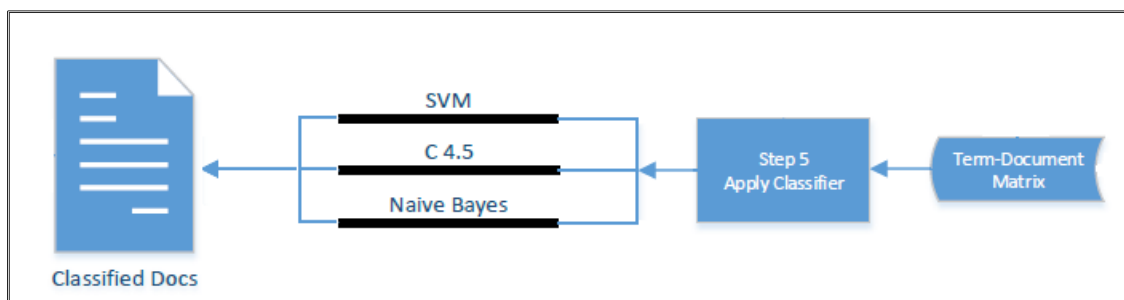 SVM
C 4.5
Naive Bayes
Classified Docs
Step 5
Apply Classifier
Term-Document
Matrix